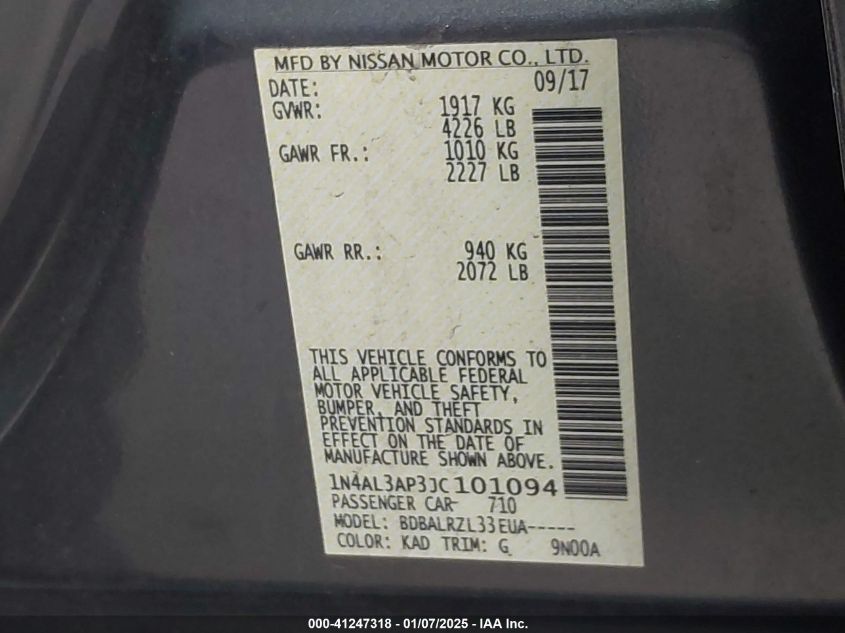 MFD BY NISSAN MOTOR CO., LTD.
DATE: 09/17
GVWR: 1917 KG
4226 LB
GAWR FR.: 1010 KG
2227 LB
GAWR RR.: 940 KG
2072 LB
THIS VEHICLE CONFORMS TO
ALL APPLICABLE FEDERAL
MOTOR VEHICLE SAFETY,
BUMPER, AND THEFT
PREVENTION STANDARDS IN
EFFECT ON THE DATE OF
MANUFACTURE SHOWN ABOVE.
1N4AL3AP3JC101094
PASSENGER CAR- 710
MODEL: BDBALRZL33EUA-----
COLOR: KAD TRIM: G 9N00A
000-41247318 - 01/07/2025 - IAA Inc.